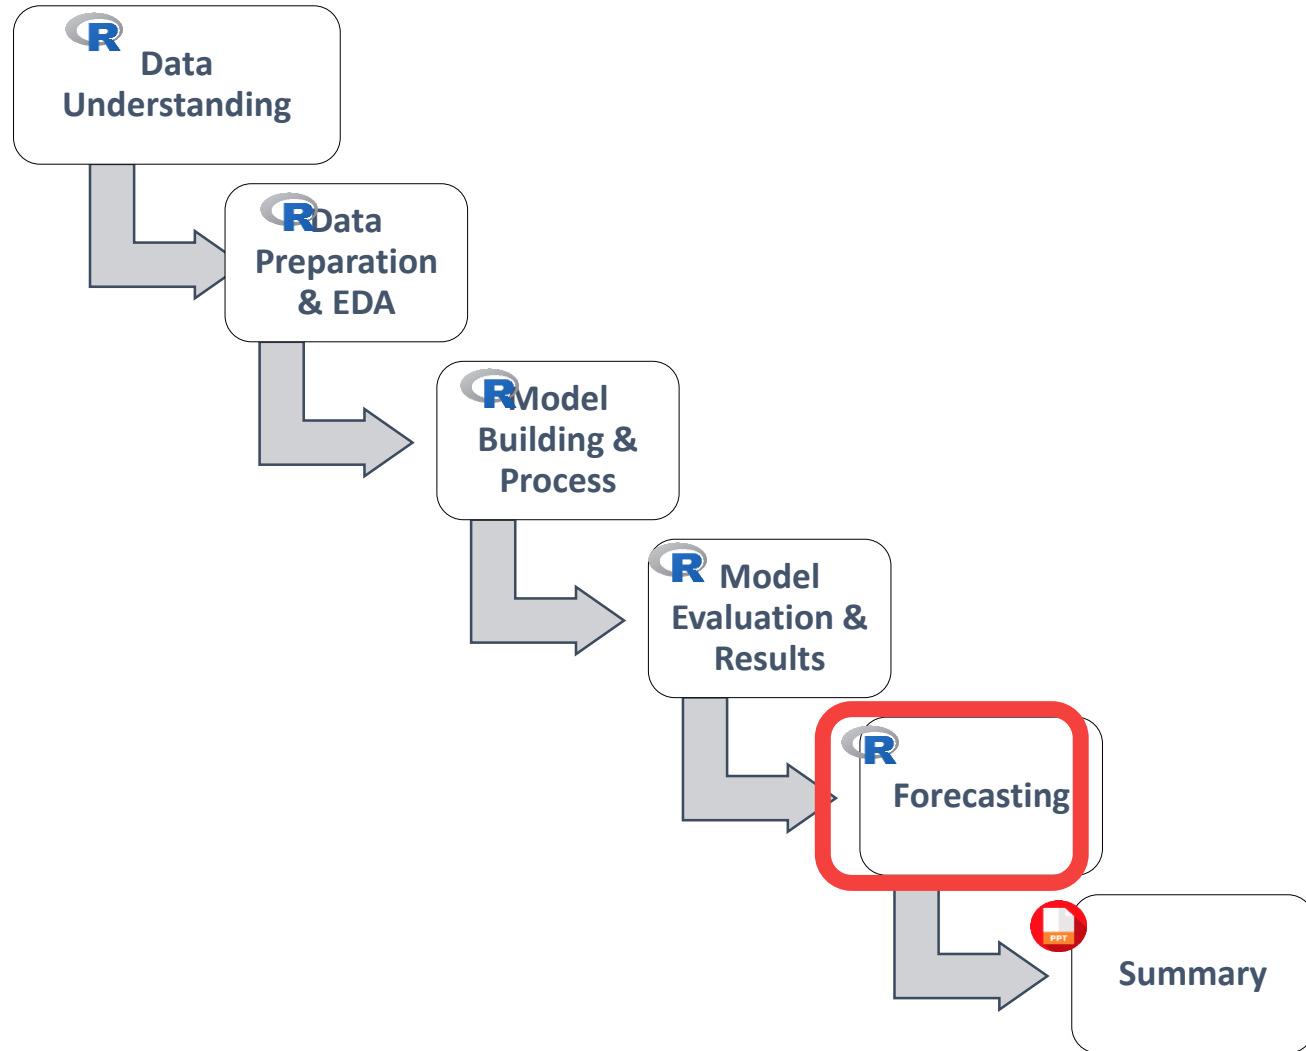 R
Data
Understanding
R
Data
Preparation
& EDA
R
Model
Building &
Process
R
Model
Evaluation &
Results
R
Forecasting
PPT
Summary